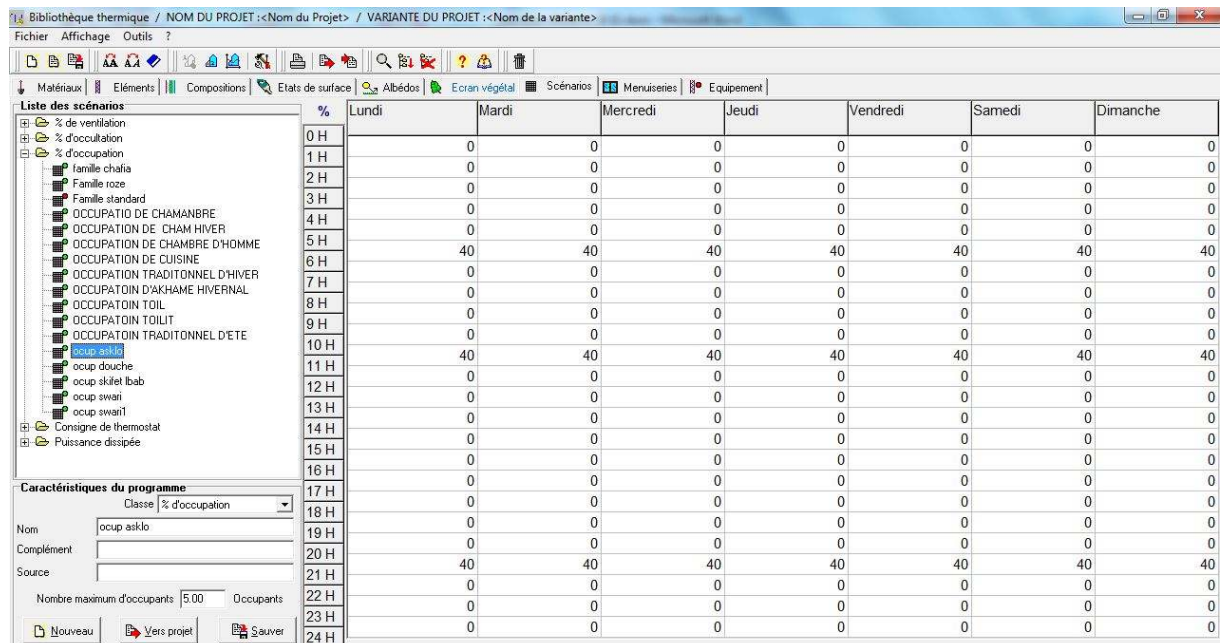 Bibliothèque thermique / NOM DU PROJET :<Nom du Projet> / VARIANTE DU PROJET :<Nom de la variante>
Fichier Affichage Outils ?
Matériaux Eléments Compositions Etats de surface Albédos Ecran végétal Scénarios Menuiseries Equipement
Liste des scénarios
% de ventilation
% d'occultation
% d'occupation
famille chafia
Famille roze
Famille standard
OCCUPATIO DE CHAMANBRE
OCCUPATION DE CHAM HIVER
OCCUPATION DE CHAMBRE D'HOMME
OCCUPATION DE CUISINE
OCCUPATION TRADITONNEL D'HIVER
OCCUPATOIN D'AKHAME HIVERNAL
OCCUPATOIN TOIL
OCCUPATOIN TOILIT
OCCUPATOIN TRADITONNEL D'ETE
ocup asklo
ocup douche
ocup skifet lbab
ocup swari
ocup swari1
Consigne de thermostat
Puissance dissipée
Caractéristiques du programme
Classe % d'occupation
Nom ocup asklo
Complément
Source
Nombre maximum d'occupants 5.00 Occupants
Nouveau Vers projet Sauver
% Lundi Mardi Mercredi Jeudi Vendredi Samedi Dimanche
0 H
0 0 0 0 0 0 0
1 H
0 0 0 0 0 0 0
2 H
0 0 0 0 0 0 0
3 H
0 0 0 0 0 0 0
4 H
0 0 0 0 0 0 0
5 H
40 40 40 40 40 40 40
6 H
0 0 0 0 0 0 0
7 H
0 0 0 0 0 0 0
8 H
0 0 0 0 0 0 0
9 H
0 0 0 0 0 0 0
10 H
40 40 40 40 40 40 40
11 H
0 0 0 0 0 0 0
12 H
0 0 0 0 0 0 0
13 H
0 0 0 0 0 0 0
14 H
0 0 0 0 0 0 0
15 H
0 0 0 0 0 0 0
16 H
0 0 0 0 0 0 0
17 H
0 0 0 0 0 0 0
18 H
0 0 0 0 0 0 0
19 H
0 0 0 0 0 0 0
20 H
40 40 40 40 40 40 40
21 H
0 0 0 0 0 0 0
22 H
0 0 0 0 0 0 0
23 H
0 0 0 0 0 0 0
24 H